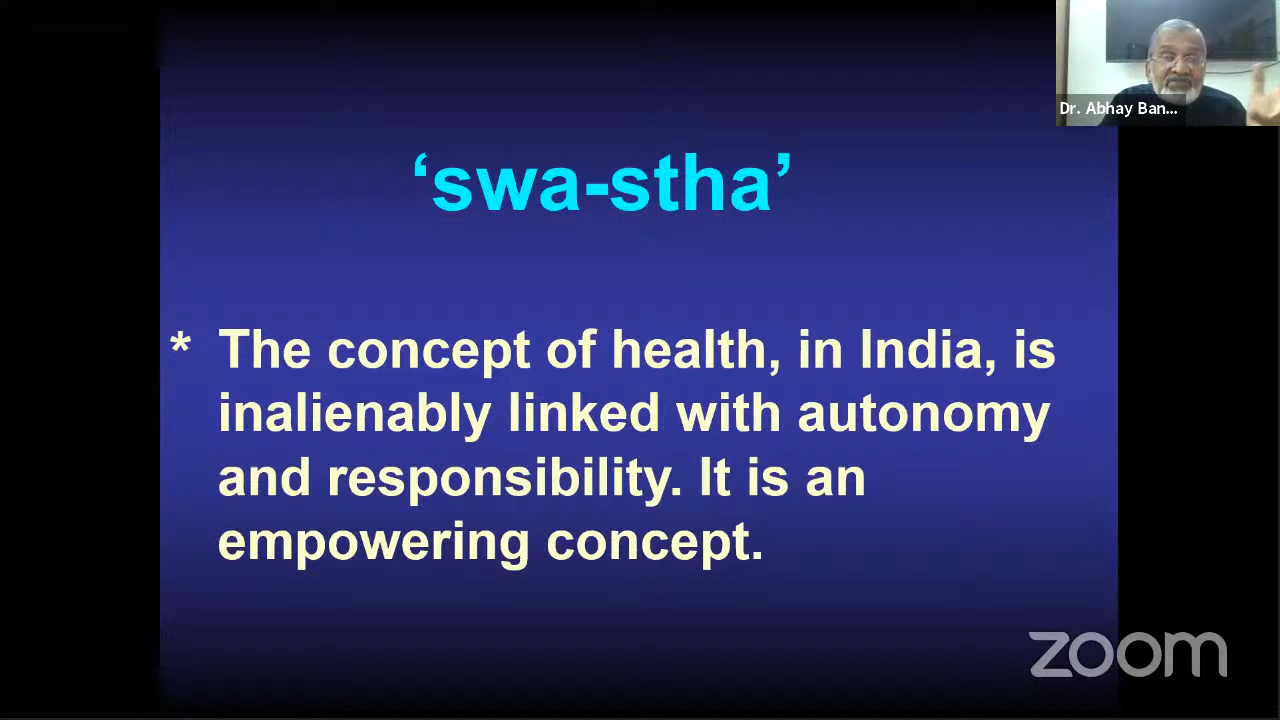 Dr. Abhay Ban...
‘swa-stha’
* The concept of health, in India, is
inalienably linked with autonomy
and responsibility. It is an
empowering concept.
zoom